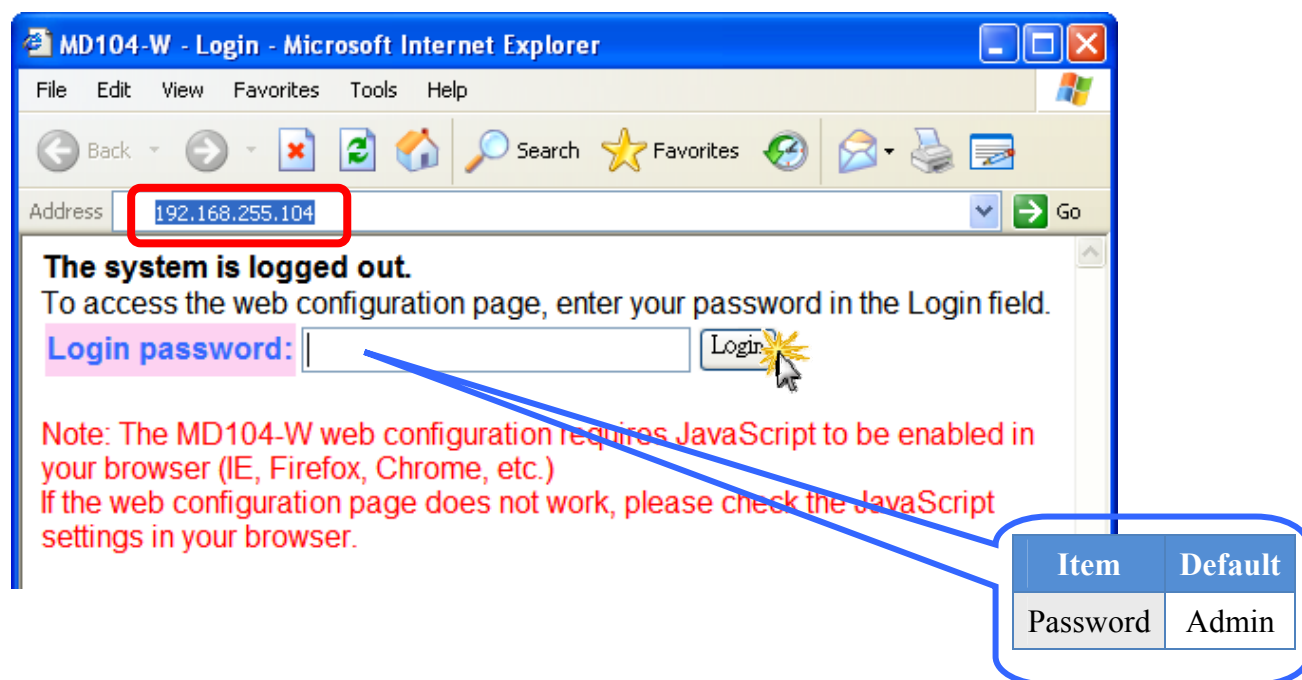 MD104-W - Login - Microsoft Internet Explorer
File Edit View Favorites Tools Help
Back Search Favorites
Address 192.168.255.104 Go
The system is logged out.
To access the web configuration page, enter your password in the Login field.
Login password: Login
Note: The MD104-W web configuration requires JavaScript to be enabled in
your browser (IE, Firefox, Chrome, etc.)
If the web configuration page does not work, please check the JavaScript
settings in your browser.
Item Default
Password Admin